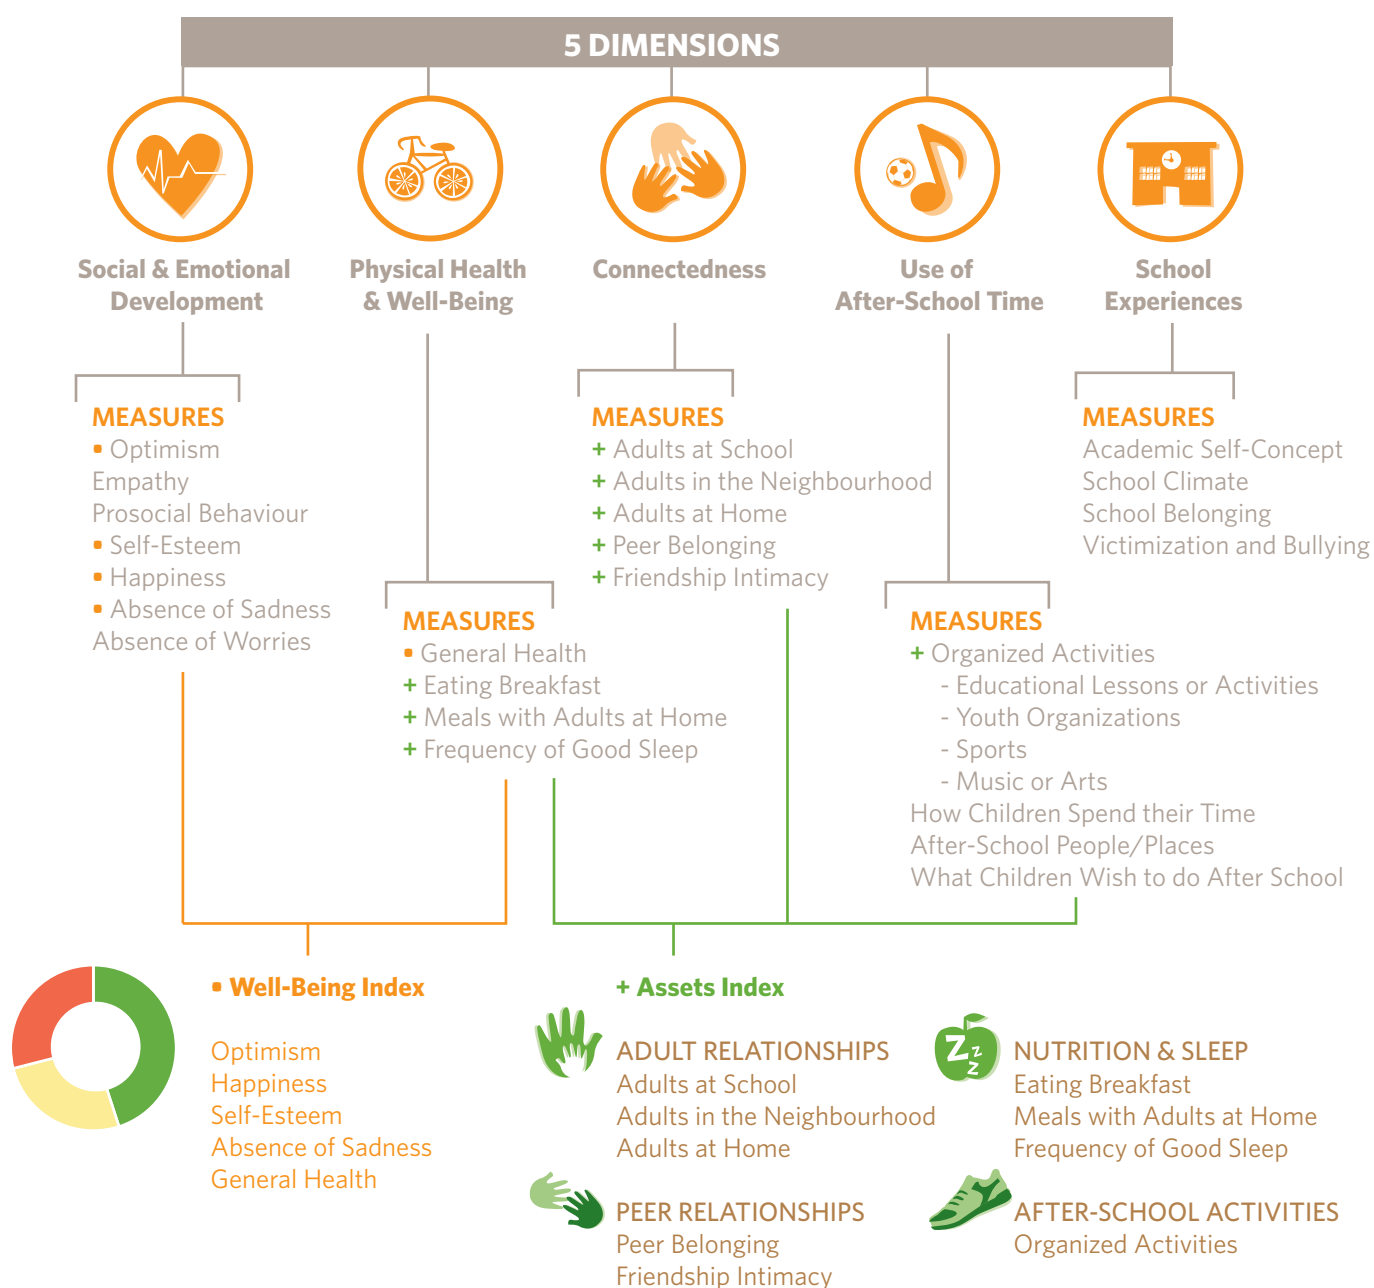 5 DIMENSIONS
Social & Emotional
Development
Physical Health
& Well-Being
Connectedness
Use of
After-School Time
School
Experiences
MEASURES
▪ Optimism
Empathy
Prosocial Behaviour
▪ Self-Esteem
▪ Happiness
▪ Absence of Sadness
Absence of Worries
MEASURES
▪ General Health
+ Eating Breakfast
+ Meals with Adults at Home
+ Frequency of Good Sleep
MEASURES
+ Adults at School
+ Adults in the Neighbourhood
+ Adults at Home
+ Peer Belonging
+ Friendship Intimacy
MEASURES
+ Organized Activities
- Educational Lessons or Activities
- Youth Organizations
- Sports
- Music or Arts
How Children Spend their Time
After-School People/Places
What Children Wish to do After School
MEASURES
Academic Self-Concept
School Climate
School Belonging
Victimization and Bullying
▪ Well-Being Index
Optimism
Happiness
Self-Esteem
Absence of Sadness
General Health
+ Assets Index
ADULT RELATIONSHIPS
Adults at School
Adults in the Neighbourhood
Adults at Home
PEER RELATIONSHIPS
Peer Belonging
Friendship Intimacy
Z
z
z
NUTRITION & SLEEP
Eating Breakfast
Meals with Adults at Home
Frequency of Good Sleep
AFTER-SCHOOL ACTIVITIES
Organized Activities